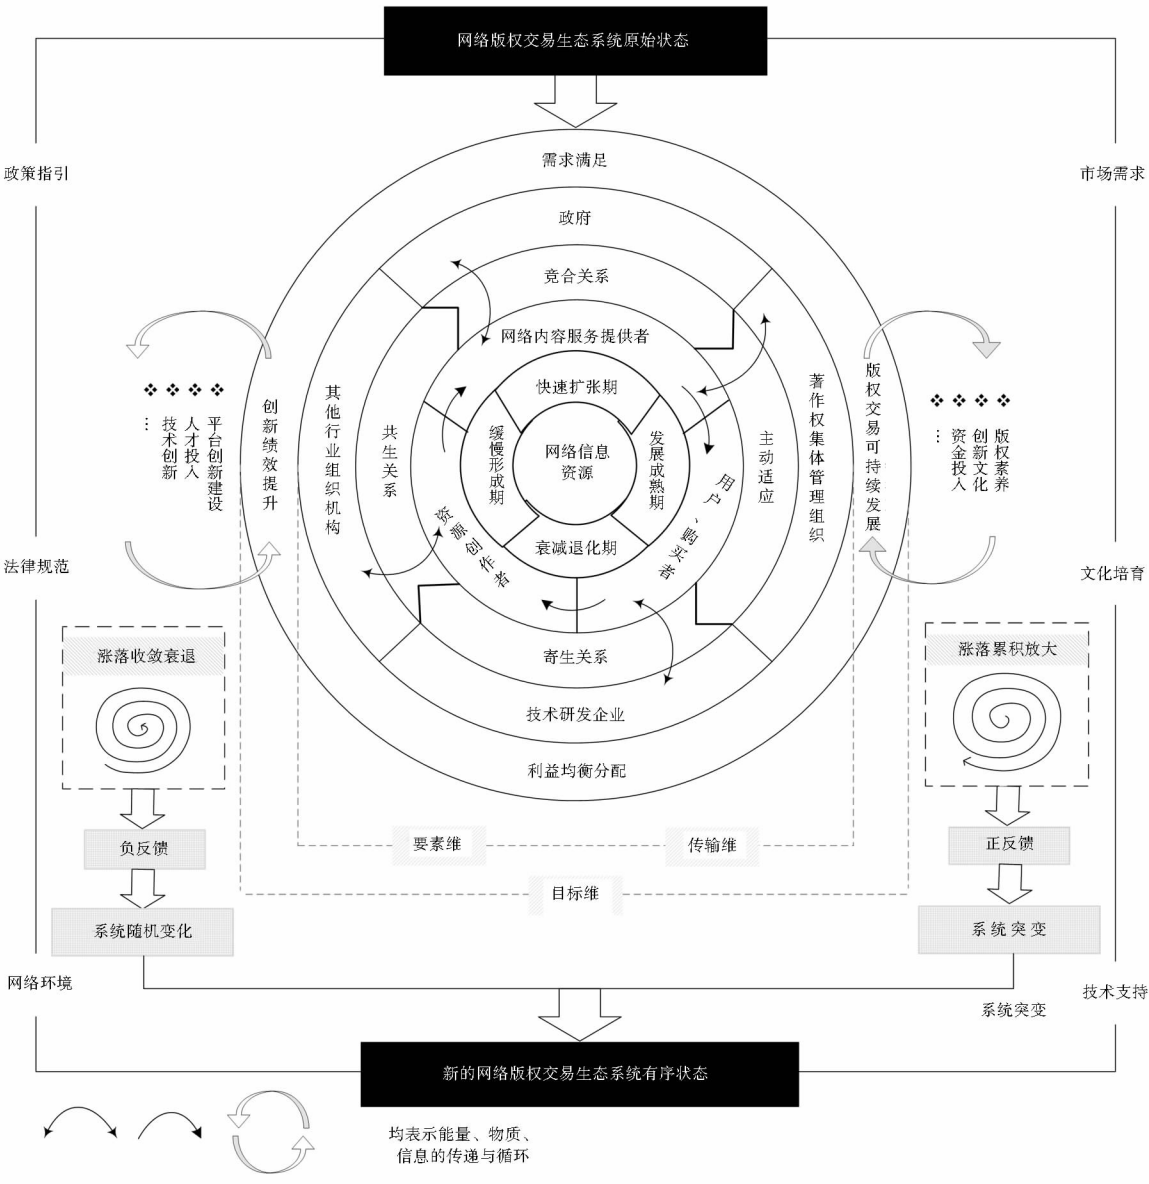 网络版权交易生态系统原始状态
政策指引
市场需求
需求满足
政府
竞合关系
网络内容服务提供者
快速扩张期
缓慢形成期
网络信息
资源
发展成熟期
衰减退化期
共生关系
主动适应
资源创作者
用户、购买者
其他行业组织机构
著作权集体管理组织
创新绩效提升
版权交易可持续发展
平台创新建设
人才投入
技术创新
…
版权素养
创新文化
资金投入
…
寄生关系
技术研发企业
利益均衡分配
法律规范
文化培育
涨落收敛衰退
涨落累积放大
负反馈
正反馈
要素维
传输维
目标维
系统随机变化
系统突变
网络环境
技术支持
系统突变
新的网络版权交易生态系统有序状态
均表示能量、物质、
信息的传递与循环